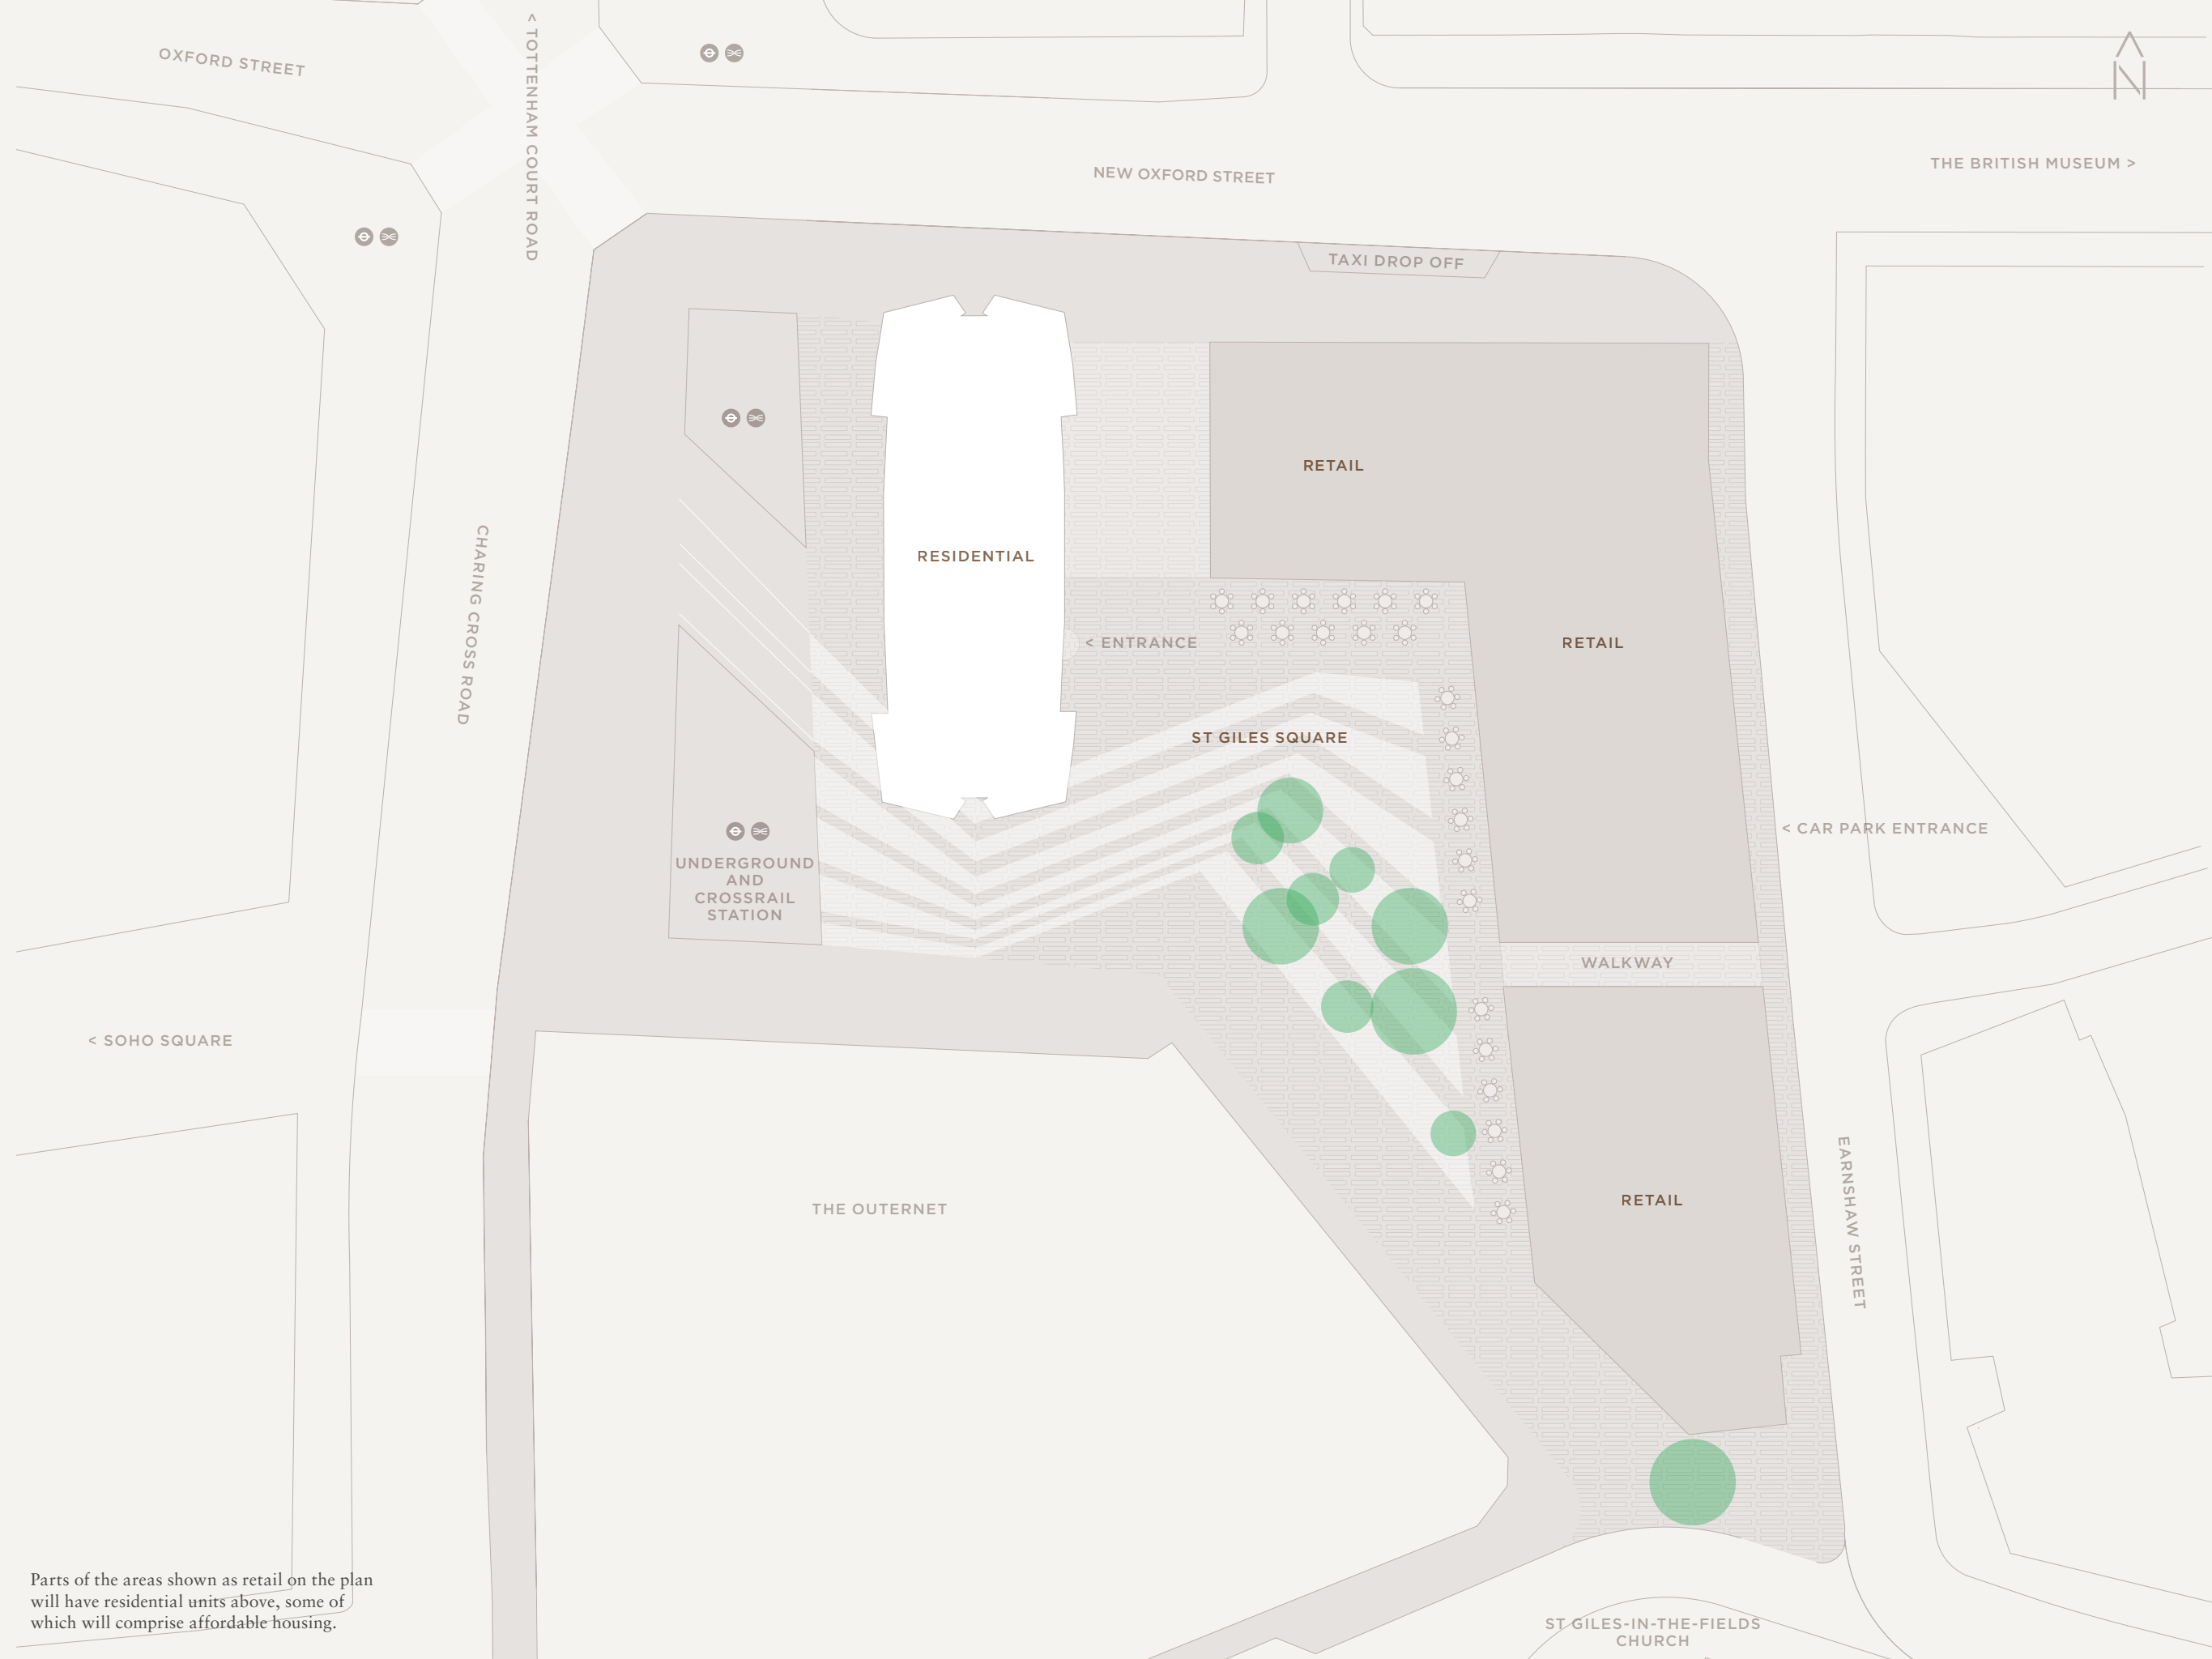 OXFORD STREET
< TOTTENHAM COURT ROAD
N
NEW OXFORD STREET
THE BRITISH MUSEUM >
TAXI DROP OFF
RETAIL
CHARING CROSS ROAD
RESIDENTIAL
< ENTRANCE
RETAIL
ST GILES SQUARE
< CAR PARK ENTRANCE
UNDERGROUND
AND
CROSSRAIL
STATION
WALKWAY
< SOHO SQUARE
THE OUTERNET
RETAIL
EARNSHAW STREET
Parts of the areas shown as retail on the plan
will have residential units above, some of
which will comprise affordable housing.
ST GILES-IN-THE-FIELDS
CHURCH